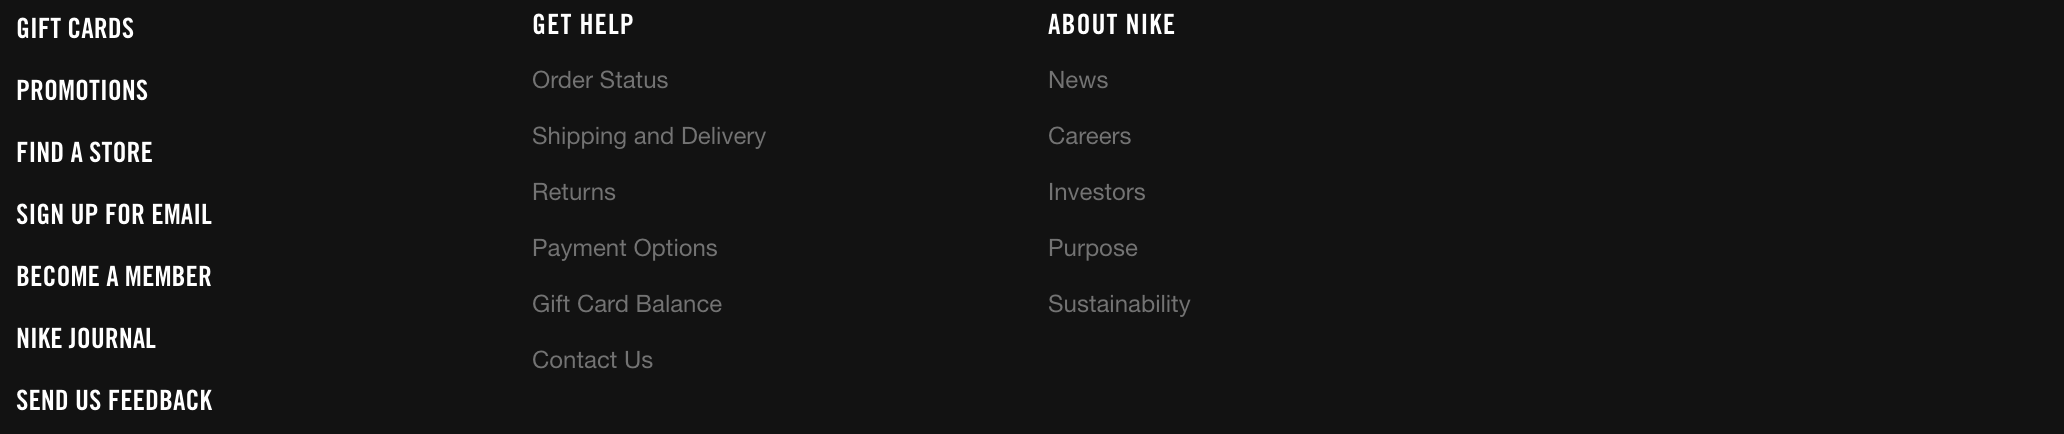 GIFT CARDS
PROMOTIONS
FIND A STORE
SIGN UP FOR EMAIL
BECOME A MEMBER
NIKE JOURNAL
SEND US FEEDBACK
GET HELP
Order Status
Shipping and Delivery
Returns
Payment Options
Gift Card Balance
Contact Us
ABOUT NIKE
News
Careers
Investors
Purpose
Sustainability